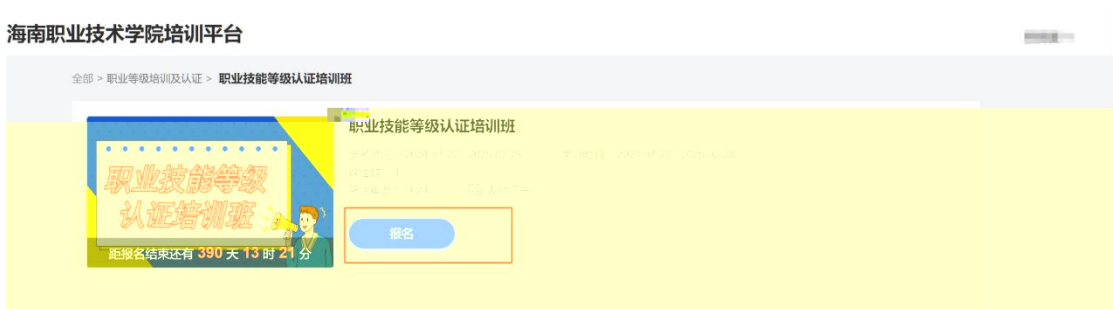 海南职业技术学院培训平台
全部 > 职业等级培训及认证 > 职业技能等级认证培训班
职业技能等级认证培训班
职业技能等级
认证培训班
报名
距报名结束还有 390 天 13 时 21 分